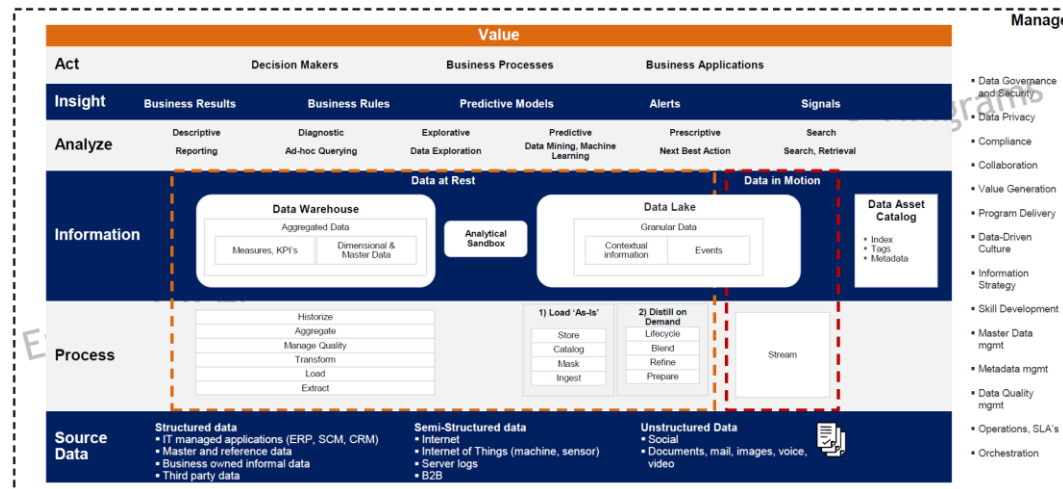 Manage
Value
Act
Decision Makers
Business Processes
Business Applications
Insight
Business Results
Business Rules
Predictive Models
Alerts
Signals
Analyze
Descriptive
Diagnostic
Explorative
Predictive
Prescriptive
Search
Reporting
Ad-hoc Querying
Data Exploration
Data Mining, Machine
Learning
Next Best Action
Search, Retrieval
Information
Data at Rest
Data in Motion
Data Warehouse
Aggregated Data
Measures, KPI's
Dimensional &
Master Data
Analytical
Sandbox
Data Lake
Granular Data
Contextual
information
Events
Data Asset
Catalog
▪ Index
▪ Tags
▪ Metadata
Process
Historize
Aggregate
Manage Quality
Transform
Load
Extract
1) Load 'As-Is'
Store
Catalog
Mask
Ingest
2) Distill on
Demand
Lifecycle
Blend
Refine
Prepare
Stream
Source
Data
Structured data
▪ IT managed applications (ERP, SCM, CRM)
▪ Master and reference data
▪ Business owned informal data
▪ Third party data
Semi-Structured data
▪ Internet
▪ Internet of Things (machine, sensor)
▪ Server logs
▪ B2B
Unstructured Data
▪ Social
▪ Documents, mail, images, voice,
video
▪ Data Governance
and Security
▪ Data Privacy
▪ Compliance
▪ Collaboration
▪ Value Generation
▪ Program Delivery
▪ Data-Driven
Culture
▪ Information
Strategy
▪ Skill Development
▪ Master Data
mgmt
▪ Metadata mgmt
▪ Data Quality
mgmt
▪ Operations, SLA's
▪ Orchestration